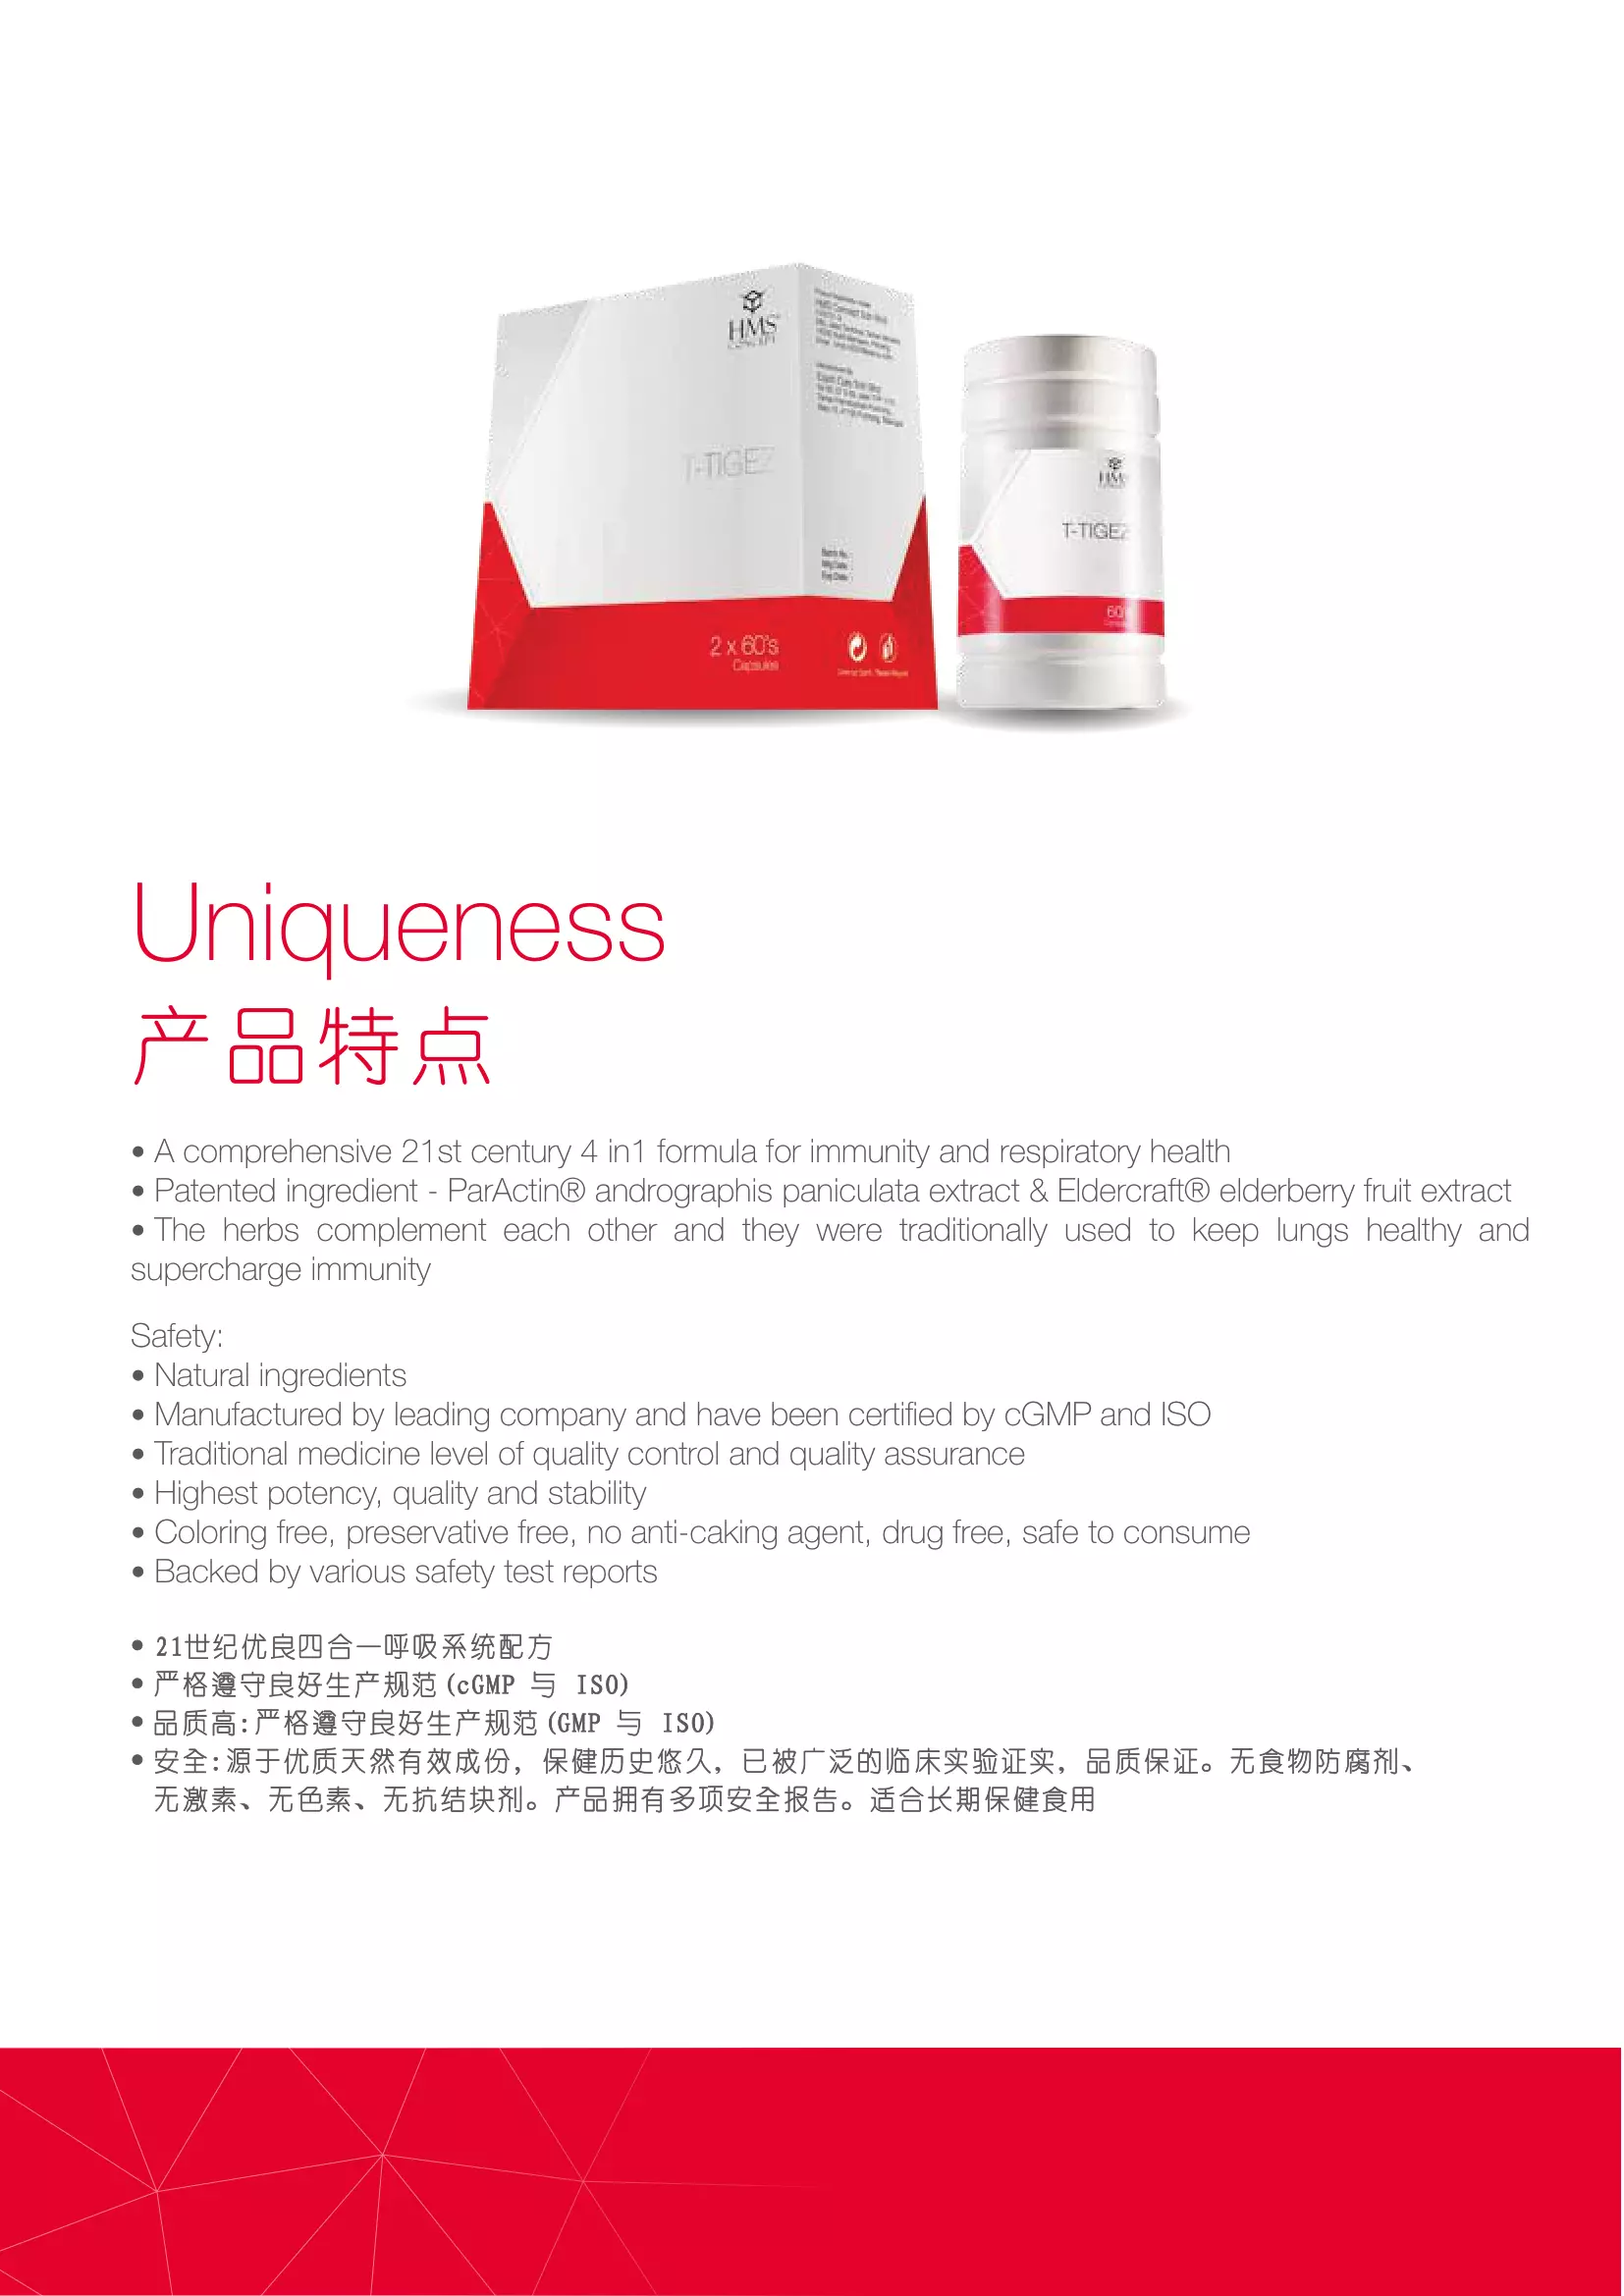 HMS
CONCEPT
T-TIGEZ
2 x 60's
Capsules
Batch No. :
Mfg Date :
Exp Date :
HMS
T-TIGEZ
Uniqueness
产品特点
• A comprehensive 21st century 4 in1 formula for immunity and respiratory health
• Patented ingredient - ParActin® andrographis paniculata extract & Eldercraft® elderberry fruit extract
• The herbs complement each other and they were traditionally used to keep lungs healthy and
supercharge immunity
Safety:
• Natural ingredients
• Manufactured by leading company and have been certified by cGMP and ISO
• Traditional medicine level of quality control and quality assurance
• Highest potency, quality and stability
• Coloring free, preservative free, no anti-caking agent, drug free, safe to consume
• Backed by various safety test reports
• 21世纪优良四合一呼吸系统配方
• 严格遵守良好生产规范(cGMP 与 ISO)
• 品质高:严格遵守良好生产规范(GMP 与 ISO)
• 安全:源于优质天然有效成份，保健历史悠久，已被广泛的临床实验证实，品质保证。无食物防腐剂、
无激素、无色素、无抗结块剂。产品拥有多项安全报告。适合长期保健食用